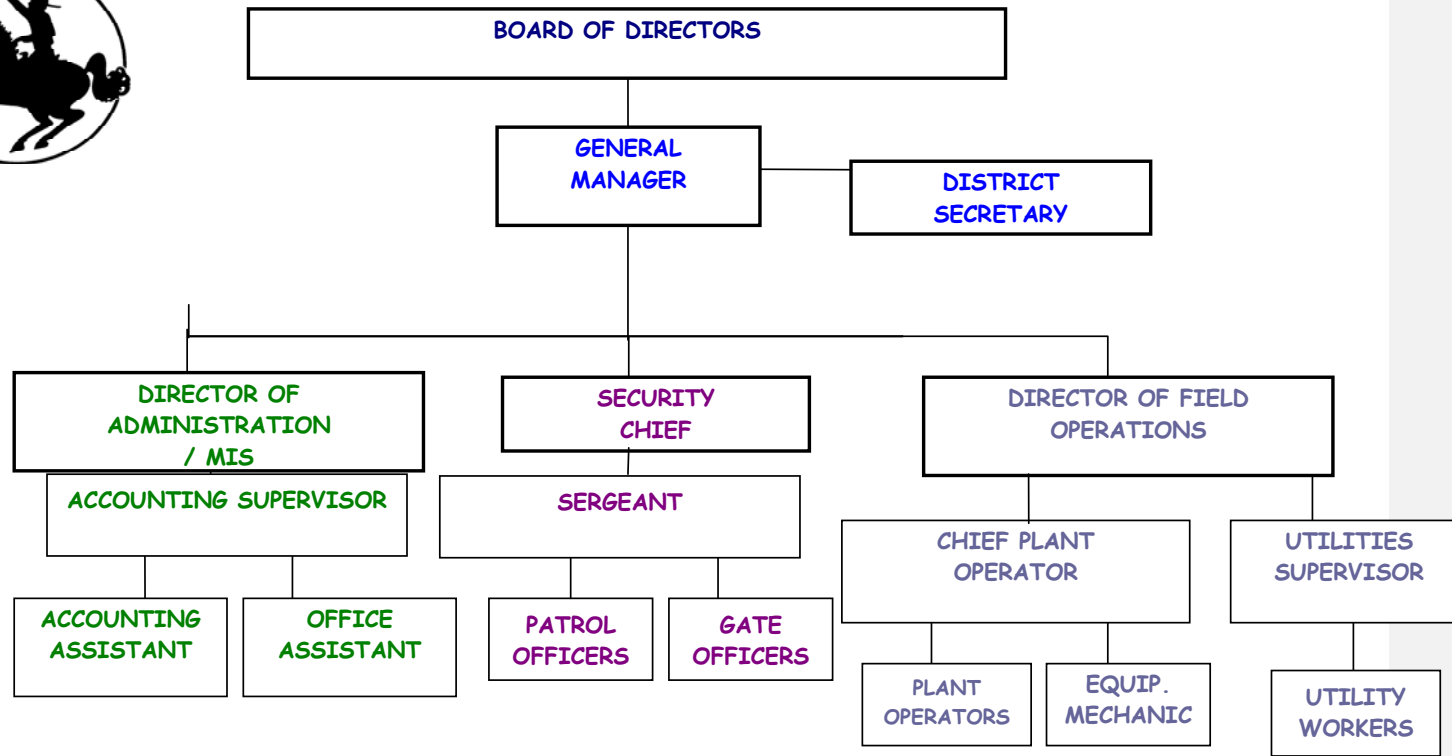 BOARD OF DIRECTORS
GENERAL
MANAGER
DISTRICT
SECRETARY
DIRECTOR OF
ADMINISTRATION
/ MIS
SECURITY
CHIEF
DIRECTOR OF FIELD
OPERATIONS
ACCOUNTING SUPERVISOR
SERGEANT
CHIEF PLANT
OPERATOR
UTILITIES
SUPERVISOR
ACCOUNTING
ASSISTANT
OFFICE
ASSISTANT
PATROL
OFFICERS
GATE
OFFICERS
PLANT
OPERATORS
EQUIP.
MECHANIC
UTILITY
WORKERS